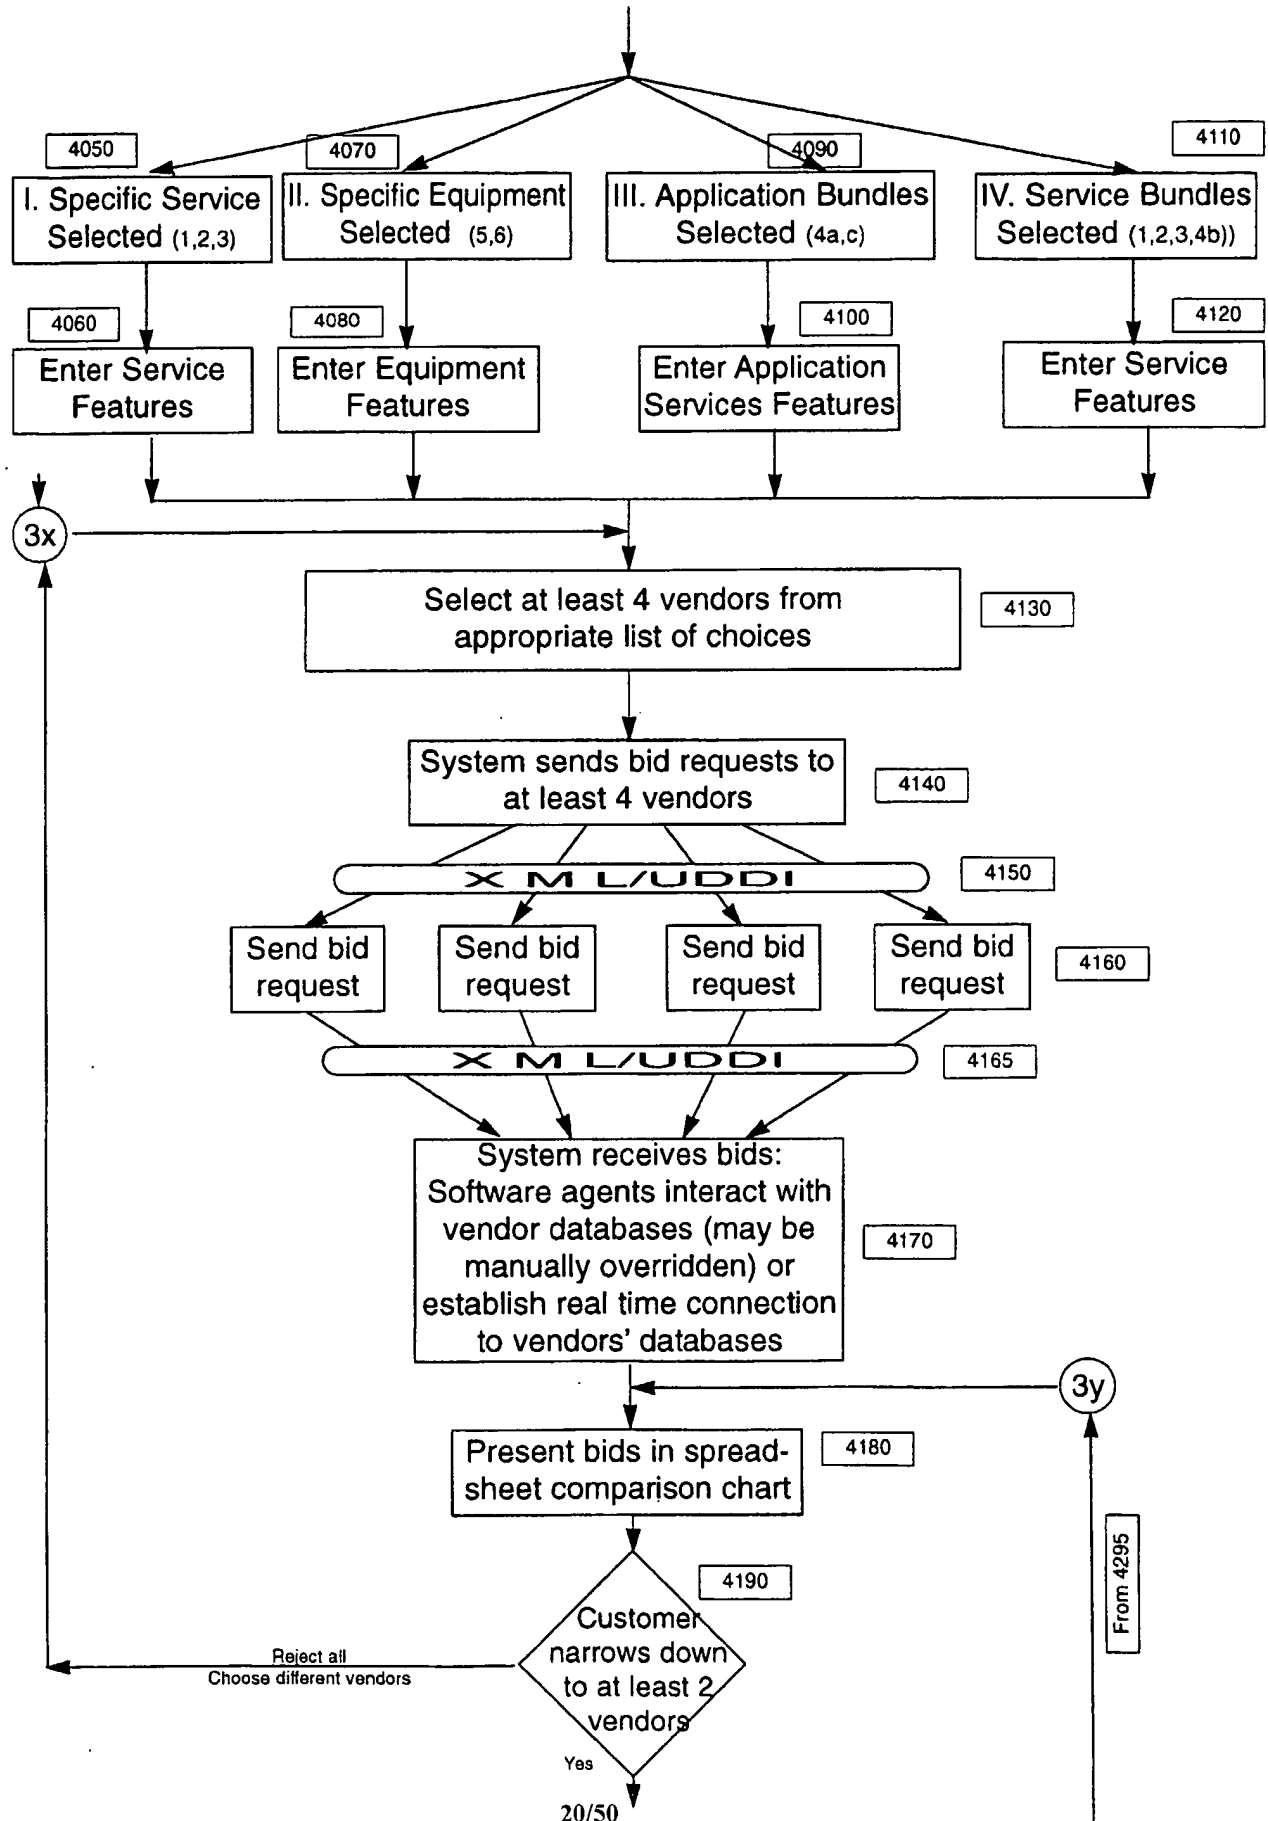 4050
4070
4090
4110
I. Specific Service
Selected (1,2,3)
II. Specific Equipment
Selected (5,6)
III. Application Bundles
Selected (4a,c)
IV. Service Bundles
Selected (1,2,3,4b))
4060
4080
4100
4120
Enter Service
Features
Enter Equipment
Features
Enter Application
Services Features
Enter Service
Features
3x
Select at least 4 vendors from
appropriate list of choices
4130
System sends bid requests to
at least 4 vendors
4140
X M L/UDDI
4150
Send bid
request
Send bid
request
Send bid
request
Send bid
request
4160
X M L/UDDI
4165
System receives bids:
Software agents interact with
vendor databases (may be
manually overridden) or
establish real time connection
to vendors' databases
4170
3y
Present bids in spread-
sheet comparison chart
4180
From 4295
4190
Customer
narrows down
to at least 2
vendors
Reject all
Choose different vendors
Yes
20/50